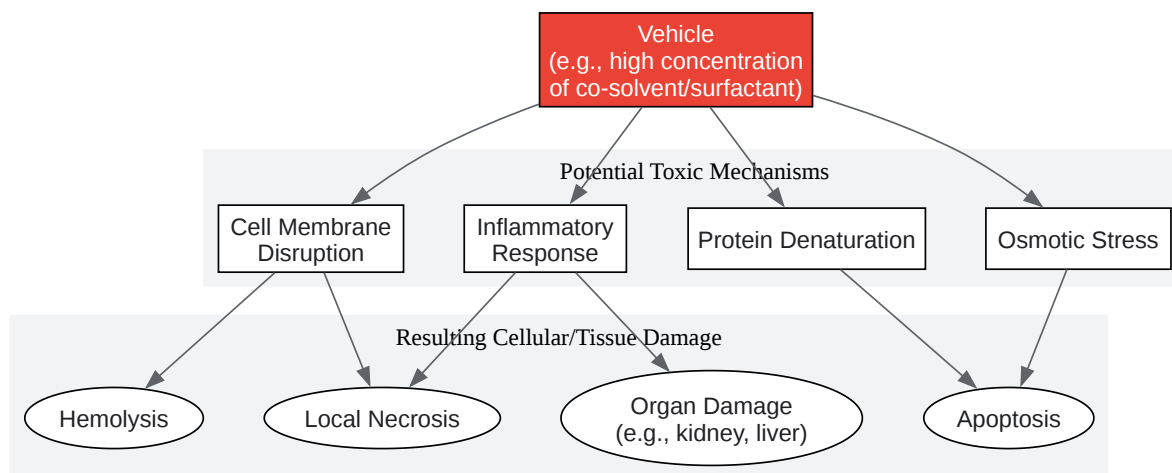 Vehicle
(e.g., high concentration
of co-solvent/surfactant)
Potential Toxic Mechanisms
Cell Membrane
Disruption
Inflammatory
Response
Protein Denaturation
Osmotic Stress
Resulting Cellular/Tissue Damage
Hemolysis
Local Necrosis
Organ Damage
(e.g., kidney, liver)
Apoptosis